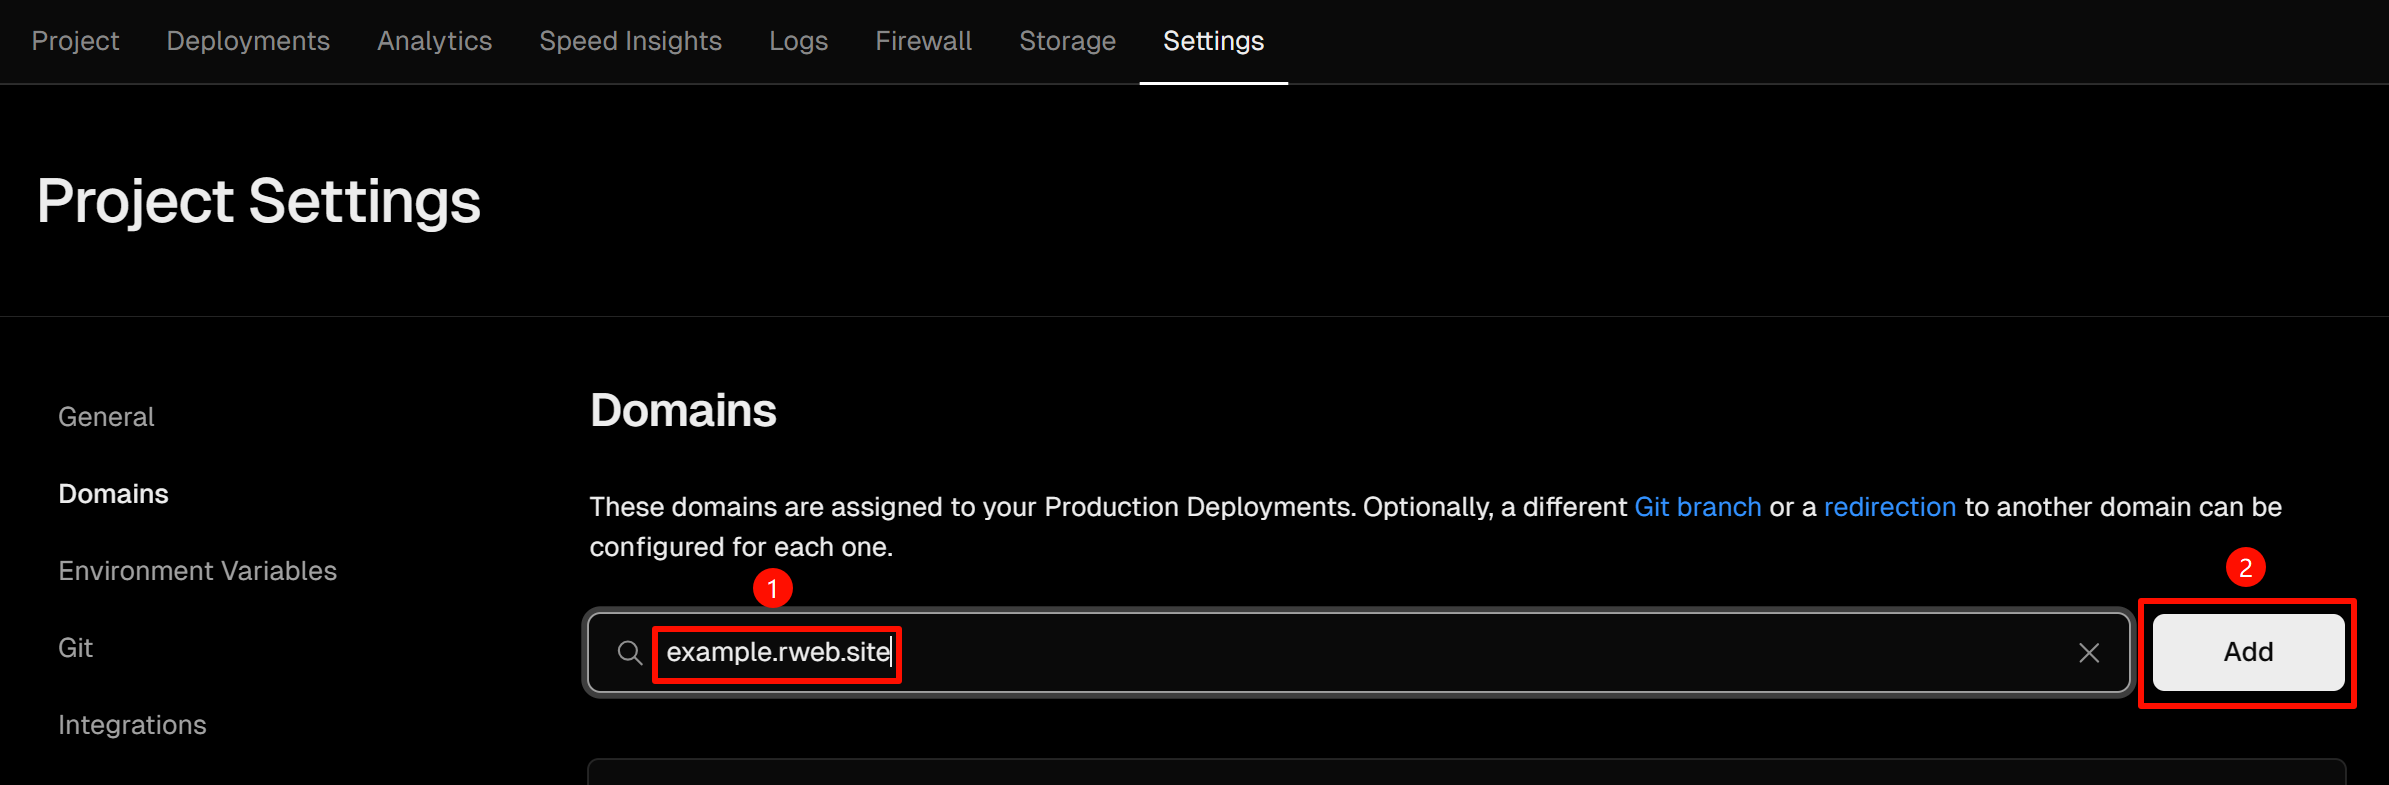 Project Deployments Analytics Speed Insights Logs Firewall Storage Settings
Project Settings
General
Domains
Environment Variables
Git
Integrations
Domains
These domains are assigned to your Production Deployments. Optionally, a different Git branch or a redirection to another domain can be
configured for each one.
1
2
example.rweb.site
Add